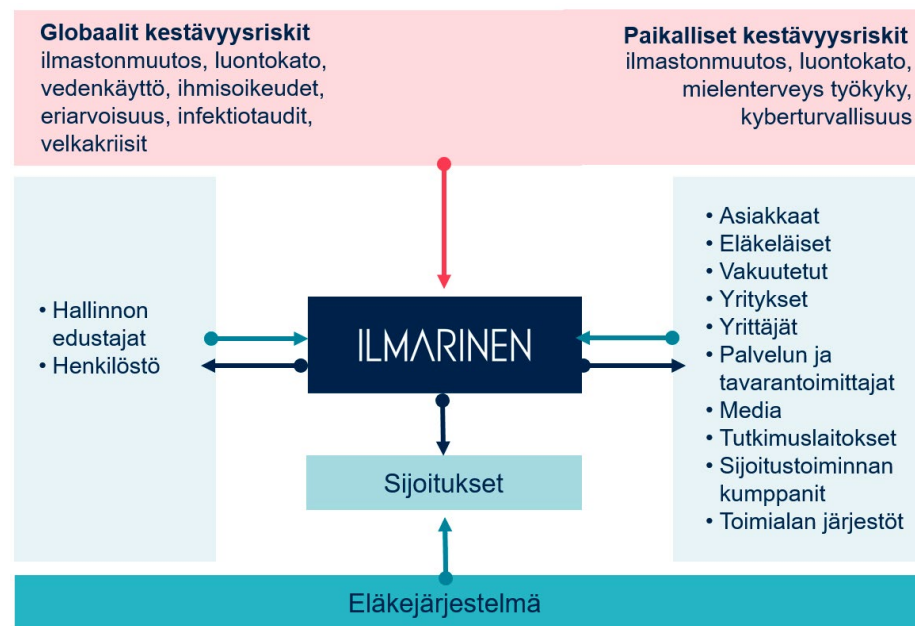 Globaalit kestävyysriskit
ilmastonmuutos, luontokato,
vedenkäyttö, ihmisoikeudet,
eriarvoisuus, infektiotaudit,
velkakriisit
Paikalliset kestävyysriskit
ilmastonmuutos, luontokato,
mielenterveys työkyky,
kyberturvallisuus
• Hallinnon
edustajat
• Henkilöstö
ILMARINEN
Sijoitukset
• Asiakkaat
• Eläkeläiset
• Vakuutetut
• Yritykset
• Yrittäjät
• Palvelun ja
tavarantoimittajat
• Media
• Tutkimuslaitokset
• Sijoitustoiminnan
kumppanit
• Toimialan järjestöt
Eläkejärjestelmä